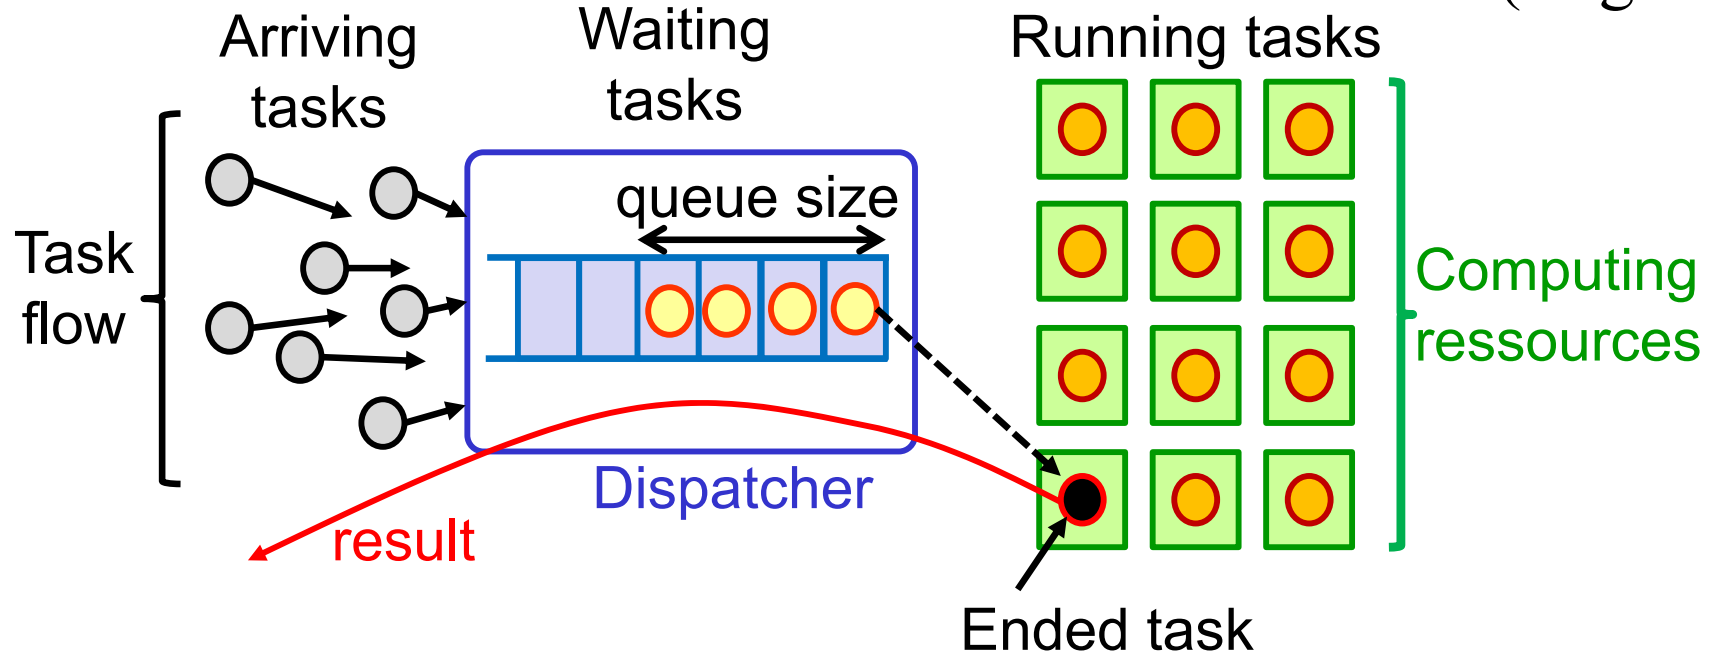 Arriving
tasks
Waiting
tasks
Running tasks
queue size
Task
flow
Computing
ressources
Dispatcher
result
Ended task